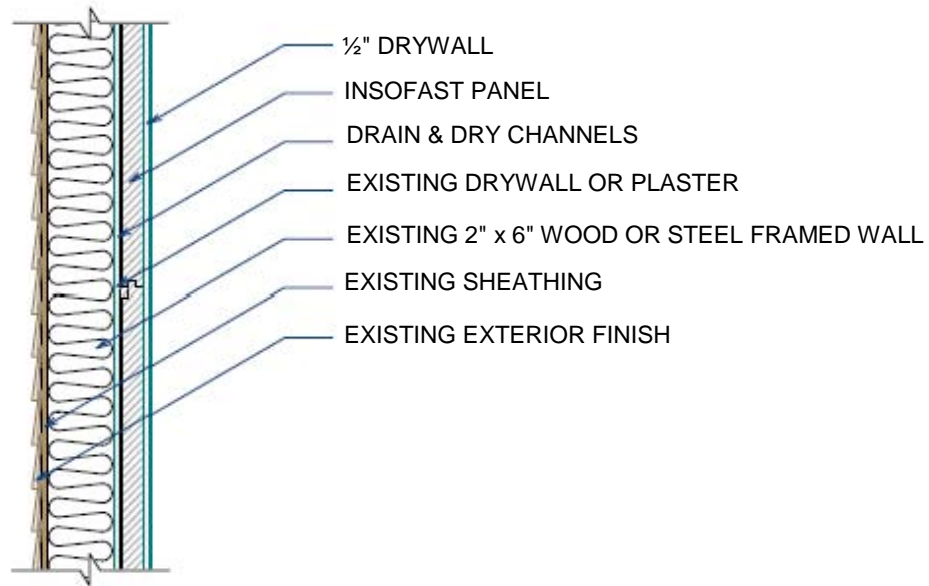 ½" DRYWALL
INSOFAST PANEL
DRAIN & DRY CHANNELS
EXISTING DRYWALL OR PLASTER
EXISTING 2" x 6" WOOD OR STEEL FRAMED WALL
EXISTING SHEATHING
EXISTING EXTERIOR FINISH